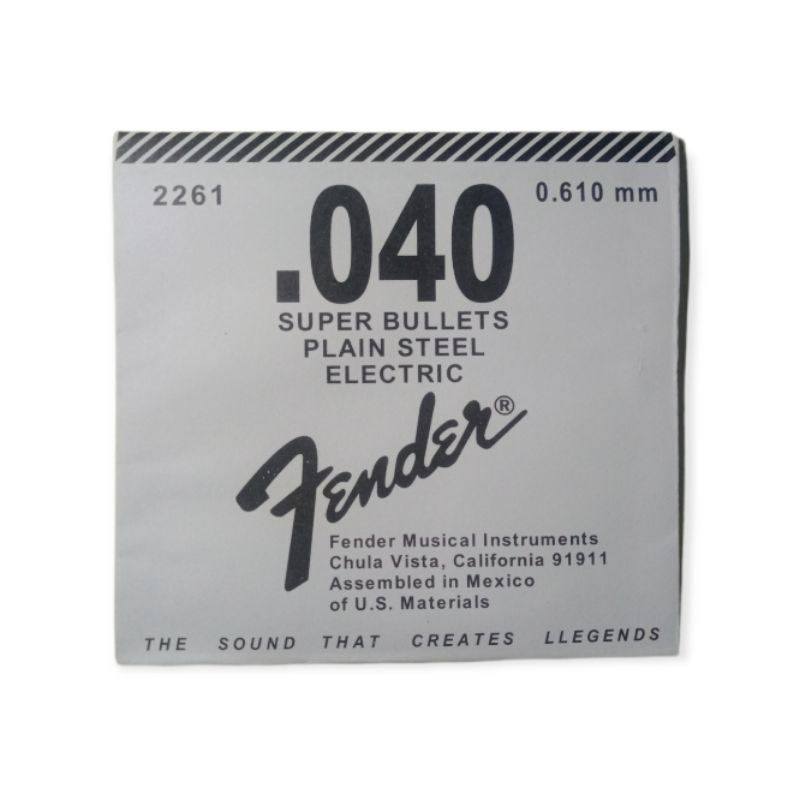 2261
.040
0.610 mm
SUPER BULLETS
PLAIN STEEL
ELECTRIC
Fender®
Fender Musical Instruments
Chula Vista, California 91911
Assembled in Mexico
of U.S. Materials
THE SOUND THAT CREATES LLEGENDS